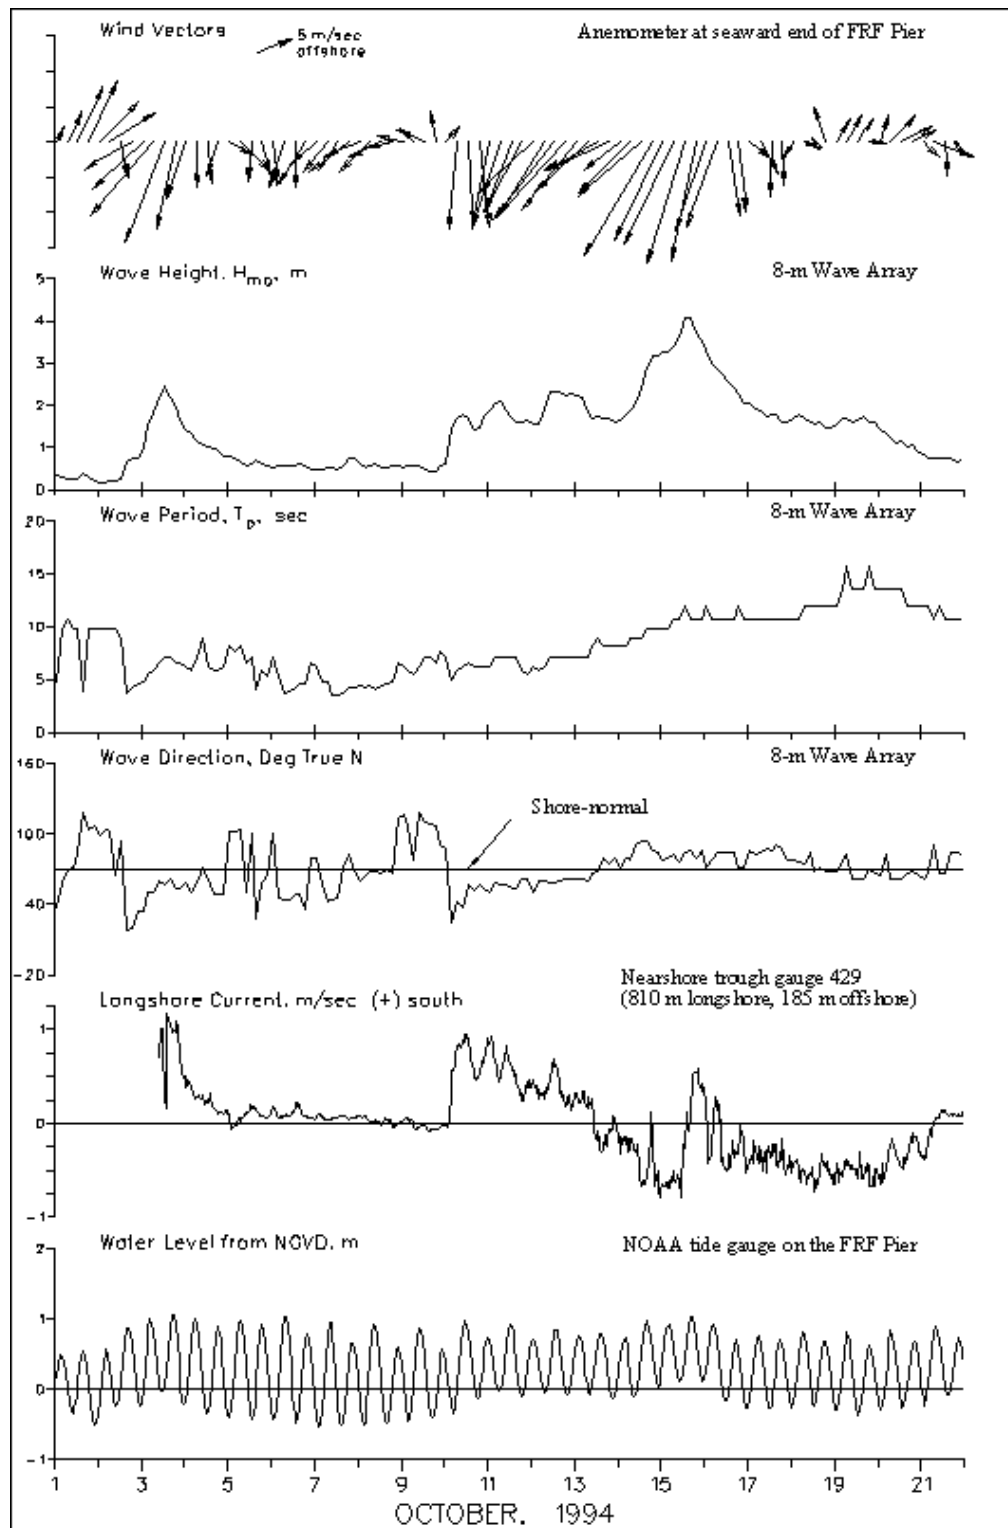 Wind Vectors
5 m/sec
offshore
Anemometer at seaward end of FRF Pier
Wave Height, Hmo, m
8-m Wave Array
5
4
3
2
1
0
Wave Period, Tp, sec
8-m Wave Array
20
15
10
5
0
Wave Direction, Deg True N
8-m Wave Array
160
100
40
-20
Shore-normal
Longshore Current, m/sec (+) south
Nearshore trough gauge 429
(810 m longshore, 185 m offshore)
1
0
-1
Water Level from NGVD, m
NOAA tide gauge on the FRF Pier
2
1
0
-1
1 3 5 7 9 11 13 15 17 19 21
OCTOBER, 1994